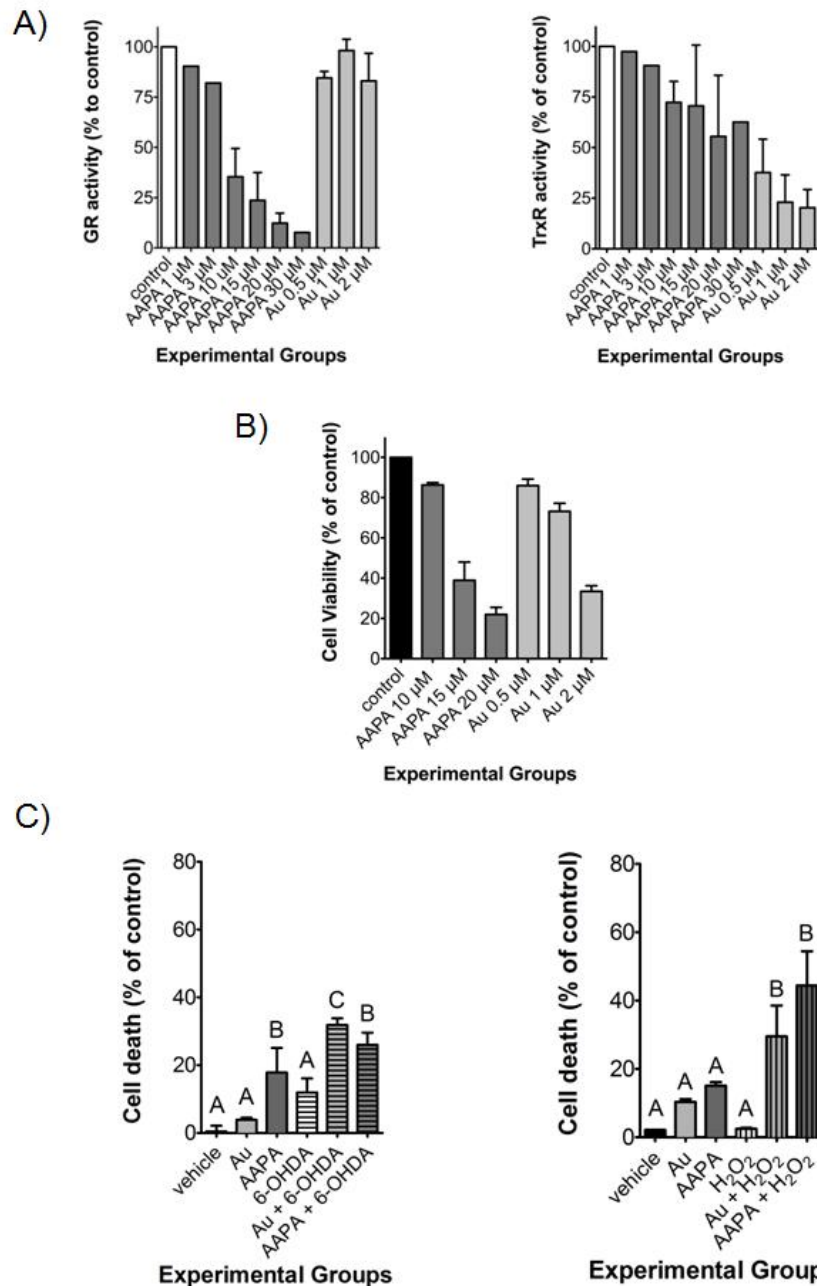 A)
GR activity (% to control)
100
75
50
25
0
control
AAPA 1 µM
AAPA 3 µM
AAPA 10 uM
AAPA 15 µM
AAPA 20 µM
AAPA 30 µM
Au 0.5 µM
Au 1 µM
Au 2 µM
Experimental Groups
TrxR activity (% of control)
100
75
50
25
0
control
AAPA 1 µM
AAPA 3 µM
AAPA 10 µM
AAPA 15 µM
AAPA 20 µM
AAPA 30 µM
Au 0.5 µM
Au 1 µM
Au 2 µM
Experimental Groups
B)
Cell Viability (% of control)
100
80
60
40
20
0
control
AAPA 10 µM
AAPA 15 µM
AAPA 20 µM
Au 0.5 µM
Au 1 µM
Au 2 µM
Experimental Groups
C)
Cell death (% of control)
80
60
40
20
0
A
A
B
A
C
B
vehicle
Au
AAPA
6-OHDA
Au + 6-OHDA
AAPA + 6-OHDA
Experimental Groups
Cell death (% of control)
80
60
40
20
0
A
A
A
A
B
B
vehicle
Au
AAPA
H₂O₂
Au + H₂O₂
AAPA + H₂O₂
Experimental Group